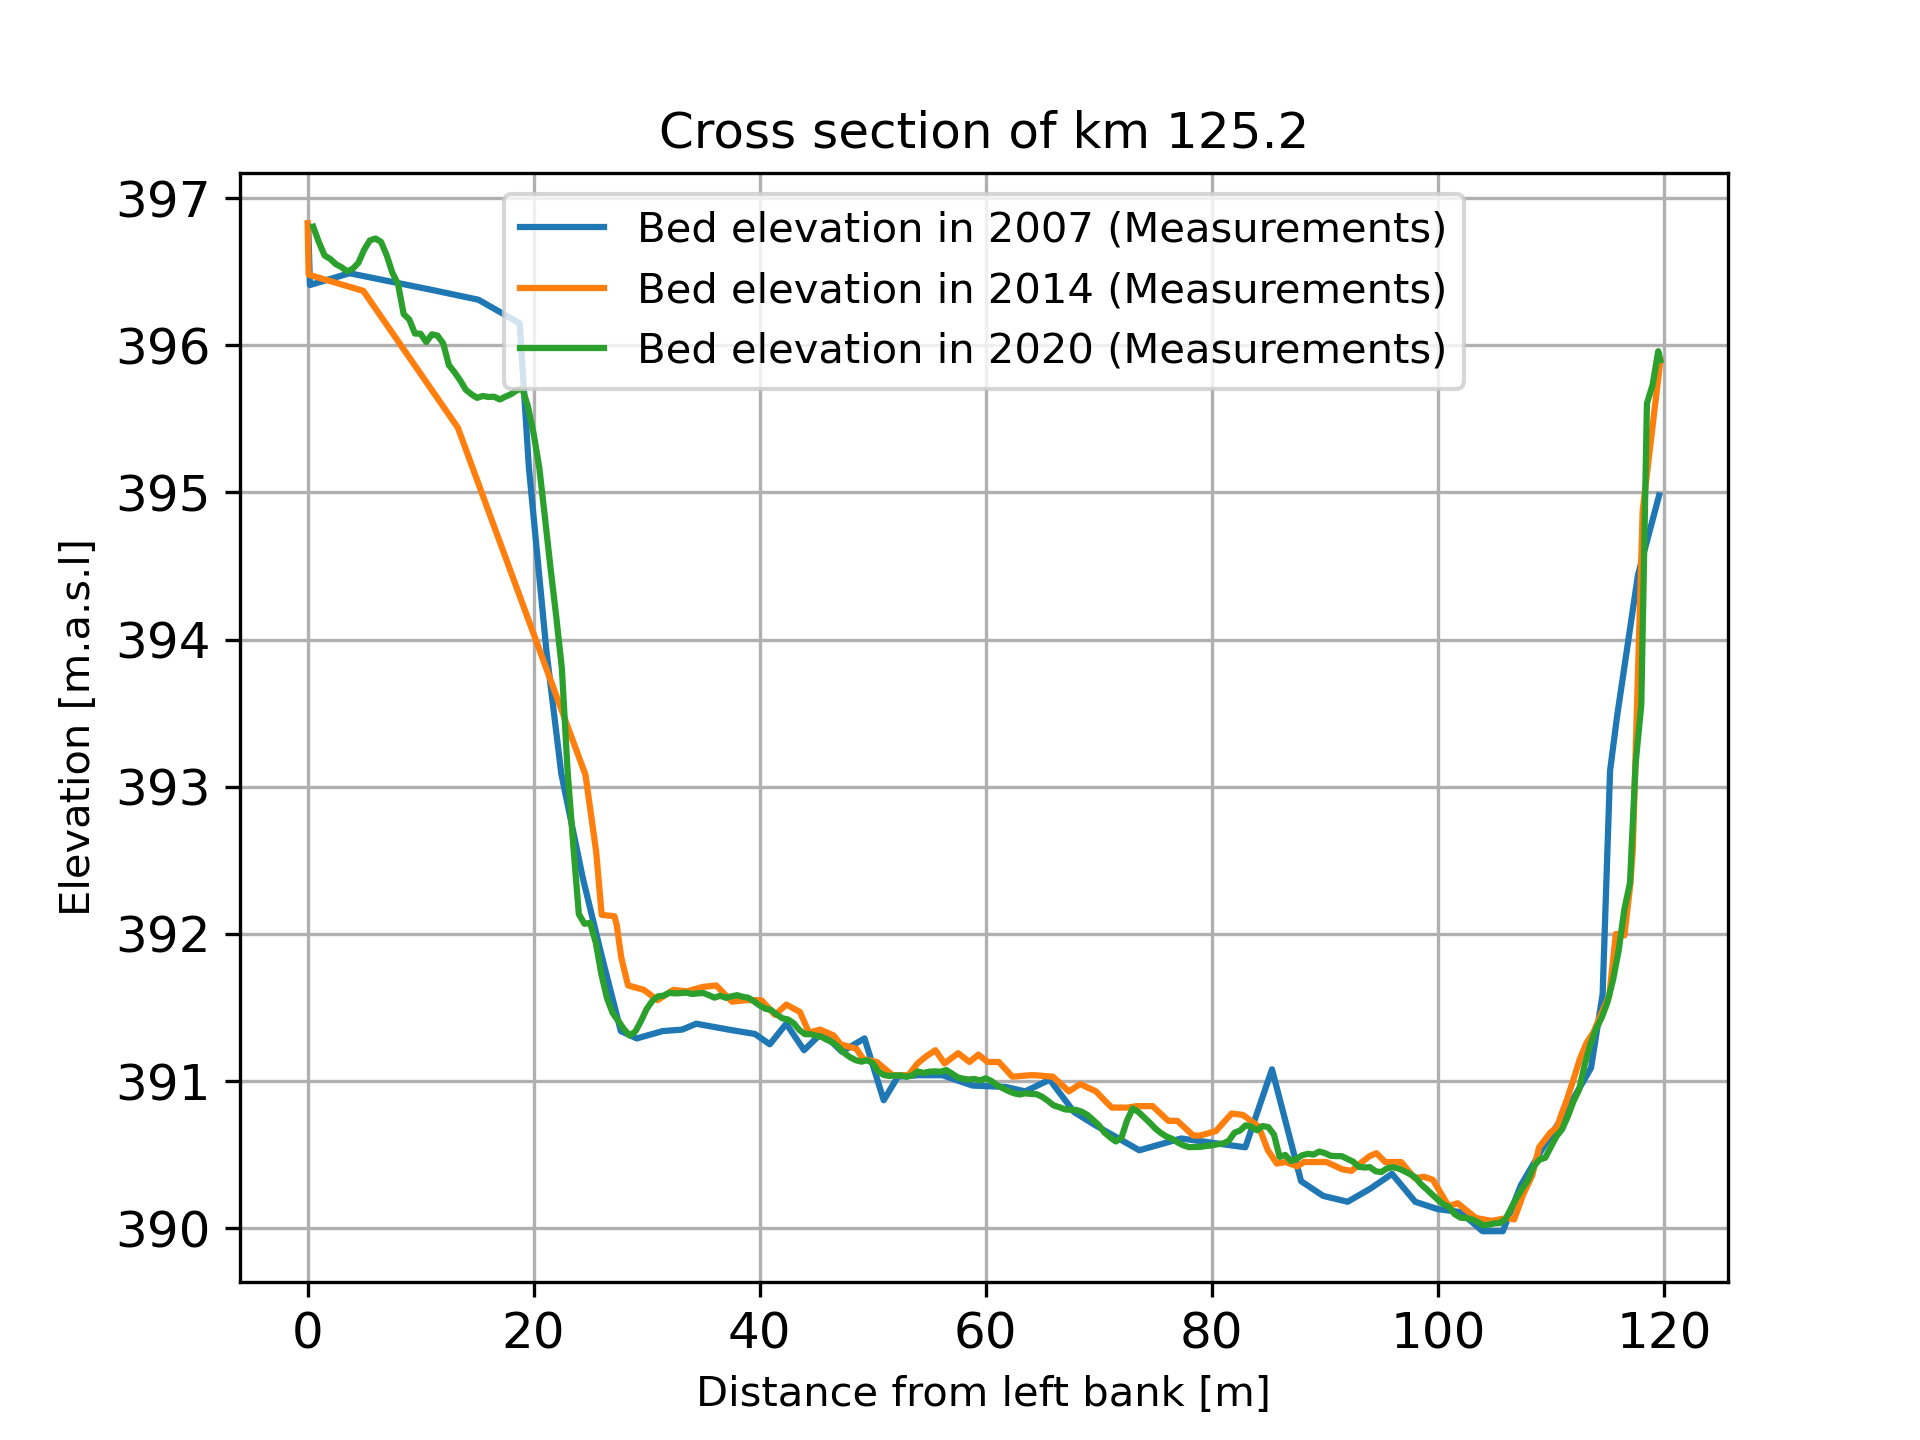 Cross section of km 125.2
Bed elevation in 2007 (Measurements)
Bed elevation in 2014 (Measurements)
Bed elevation in 2020 (Measurements)
397
396
395
394
393
392
391
390
Elevation [m.a.s.l]
0 20 40 60 80 100 120
Distance from left bank [m]